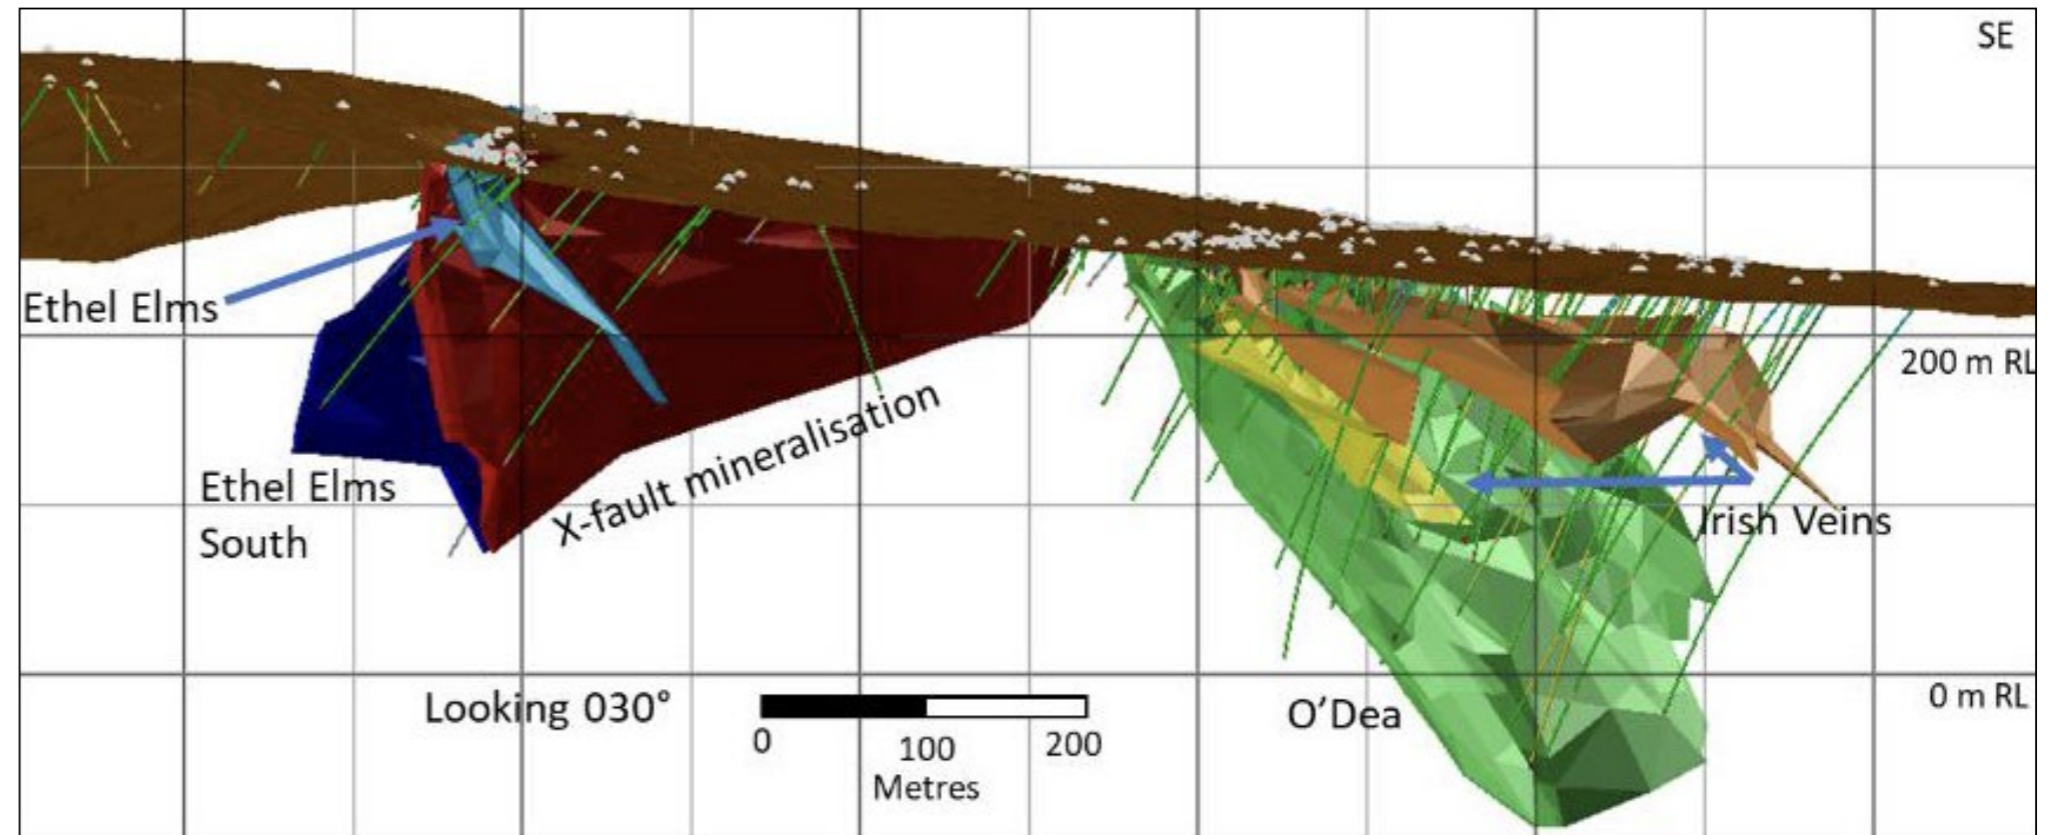 SE
Ethel Elms
200 m RL
X-fault mineralisation
Ethel Elms
South
Irish Veins
Looking 030°
0
100
200
Metres
O'Dea
0 m RL